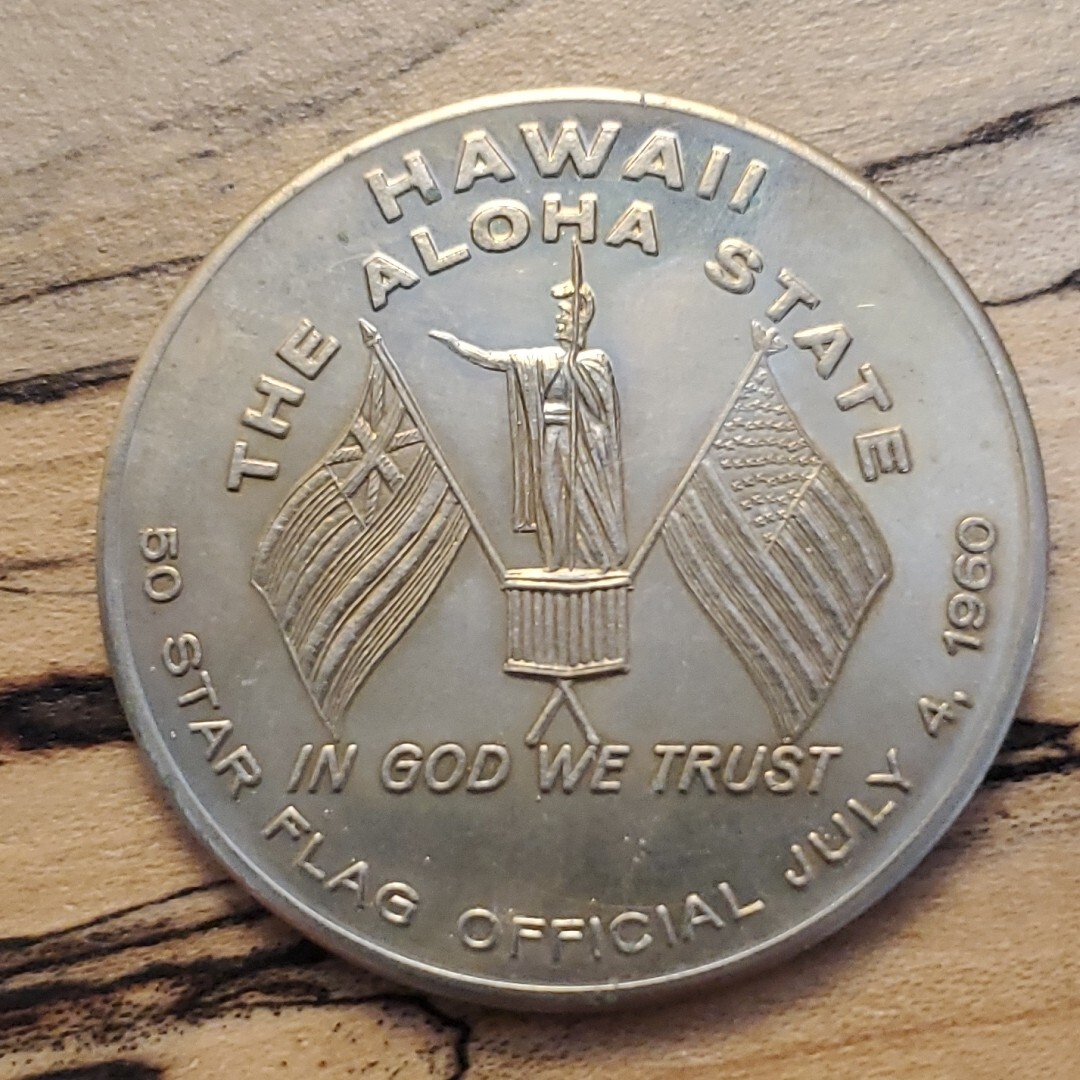 HAWAII
THE ALOHA STATE
IN GOD WE TRUST
50 STAR FLAG OFFICIAL JULY 4, 1960